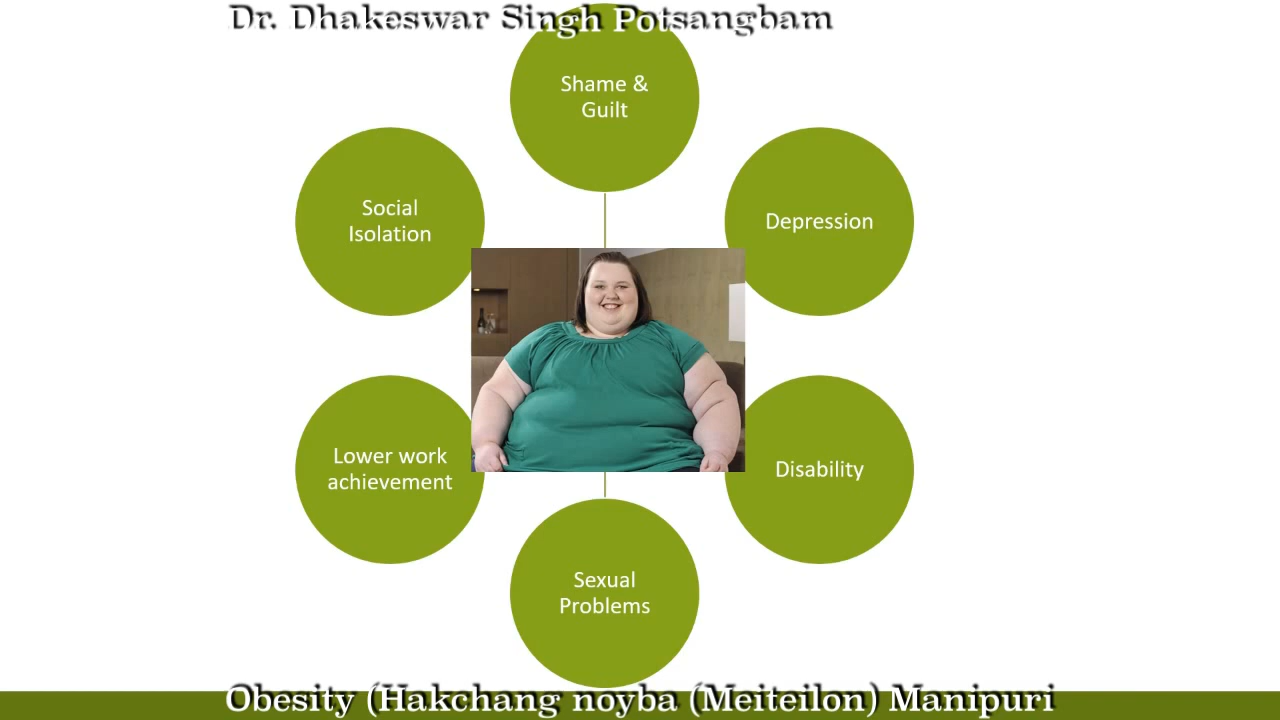 Dr. Dhakeswar Singh Potsangbam
Shame &
Guilt
Social
Isolation
Depression
Lower work
achievement
Disability
Sexual
Problems
Obesity (Hakchang noyba (Meiteilon) Manipuri